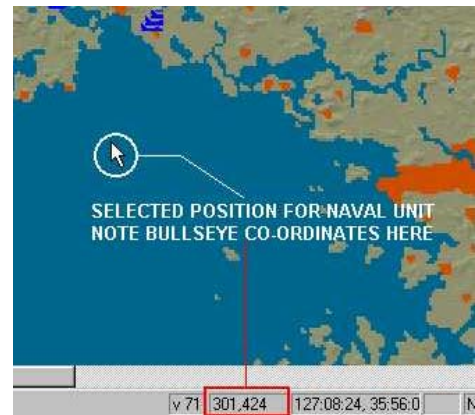 SELECTED POSITION FOR NAVAL UNIT
NOTE BULLSEYE CO-ORDINATES HERE
v 71 301,424 127:08:24, 35:56:0 N